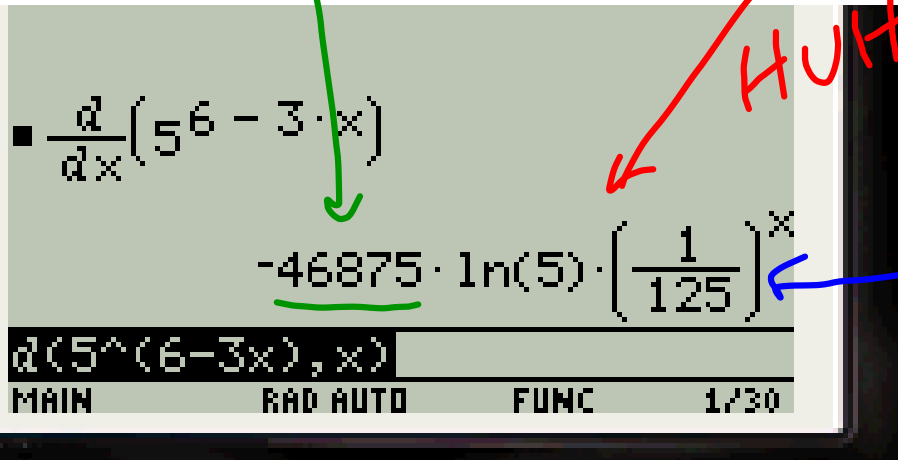 HUH
■ d/dx(5^6 - 3·x)
-46875·ln(5)·(1/125)^x
d(5^(6-3x),x)
MAIN RAD AUTO FUNC 1/30